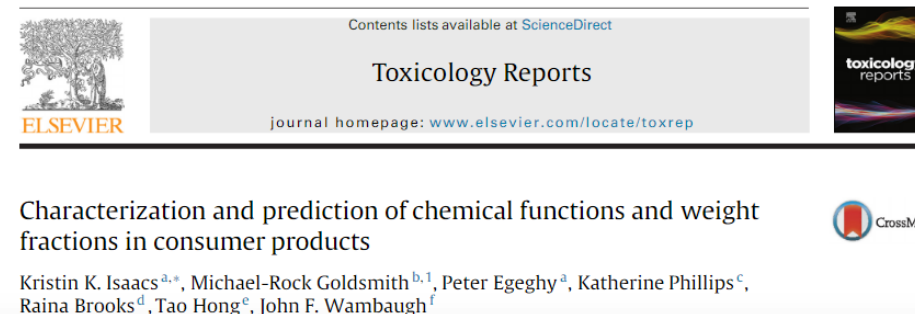 Contents lists available at ScienceDirect
Toxicology Reports
journal homepage: www.elsevier.com/locate/toxrep
ELSEVIER
toxicology
reports
Characterization and prediction of chemical functions and weight
fractions in consumer products
CrossM
Kristin K. Isaacs a,*, Michael-Rock Goldsmith b,1, Peter Egeghy a, Katherine Phillips c,
Raina Brooks d, Tao Hong e, John F. Wambaugh f